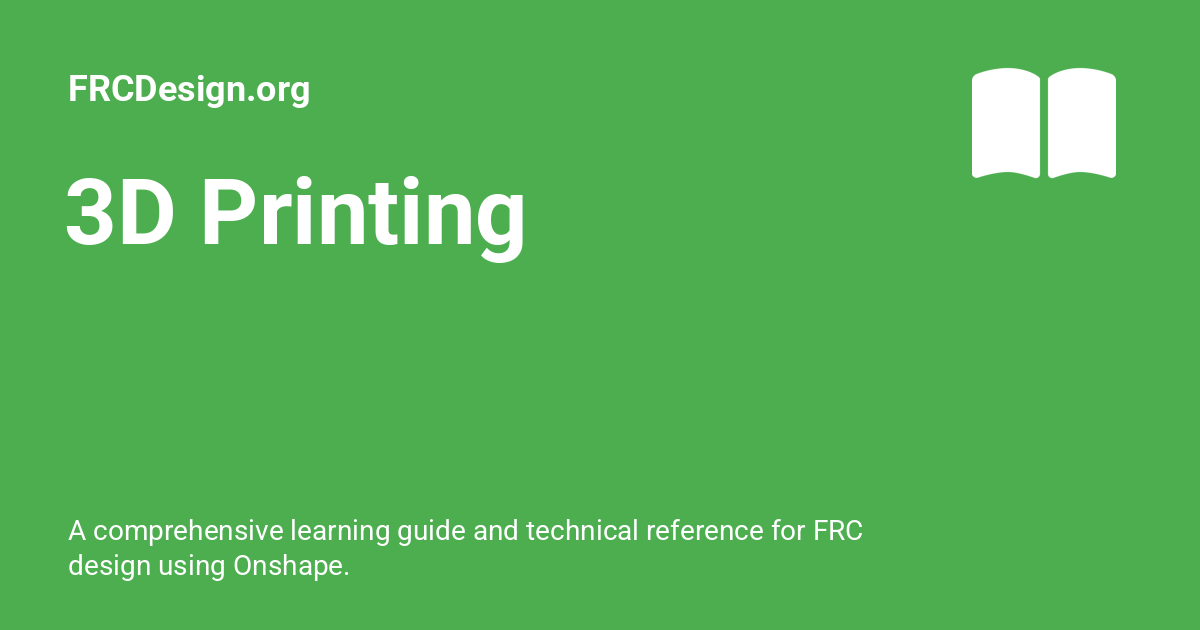 FRCDesign.org
3D Printing
A comprehensive learning guide and technical reference for FRC
design using Onshape.